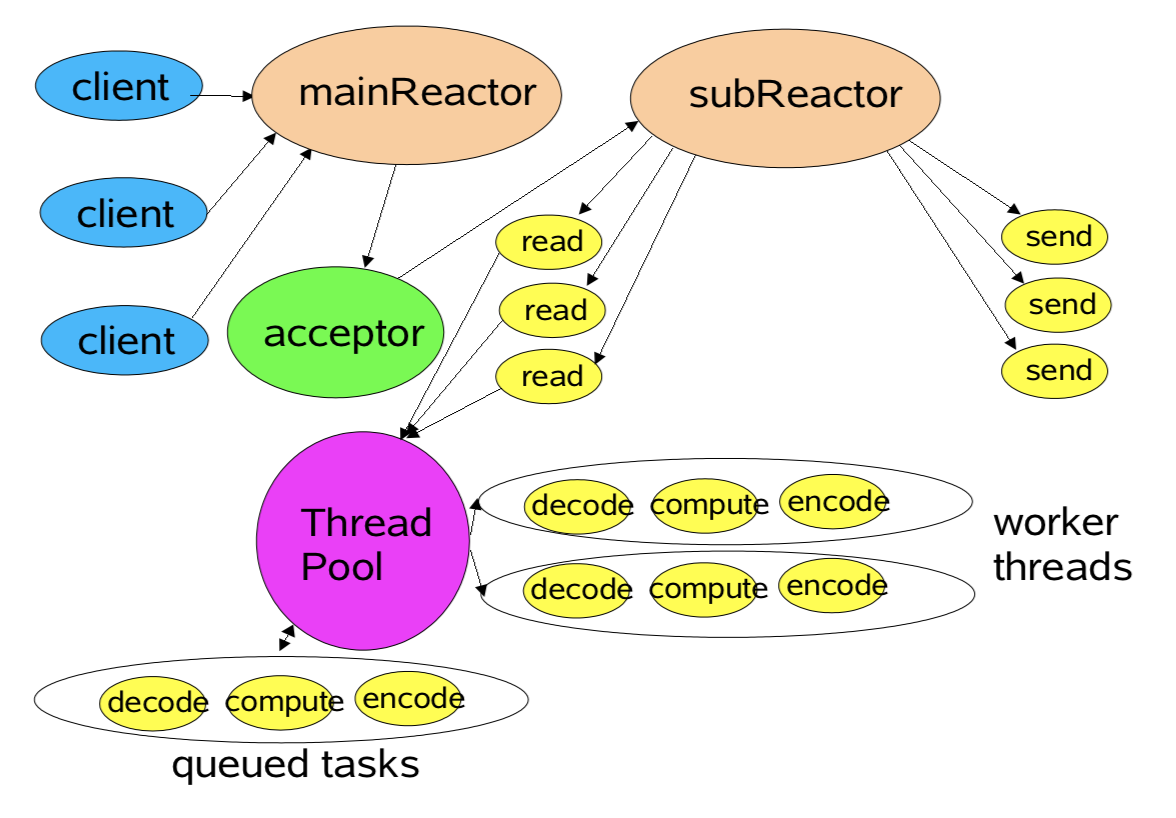 client
mainReactor
subReactor
client
client
acceptor
read
read
read
send
send
send
Thread
Pool
decode compute encode
decode compute encode
worker
threads
decode compute encode
queued tasks